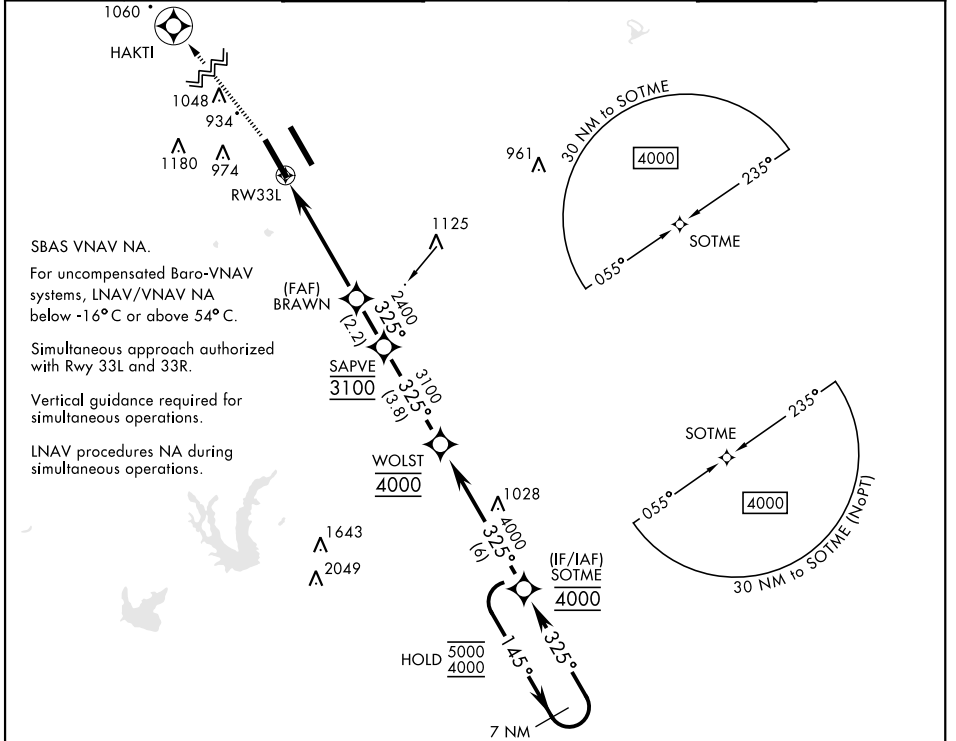 1060
HAKTI
1048
934
1180
974
RW33L
961
30 NM to SOTME
4000
235°
SOTME
055°
1125
SBAS VNAV NA.
For uncompensated Baro-VNAV
systems, LNAV/VNAV NA
below -16°C or above 54°C.
Simultaneous approach authorized
with Rwy 33L and 33R.
Vertical guidance required for
simultaneous operations.
LNAV procedures NA during
simultaneous operations.
(FAF)
BRAWN
2400
325°
(2.2)
SAPVE
3100
3100
325°
(3.8)
WOLST
4000
1028
4000
325°
(6)
(IF/IAF)
SOTME
4000
1643
2049
HOLD 5000
4000
145°
325°
7 NM
235°
SOTME
055°
4000
30 NM to SOTME (NoPT)